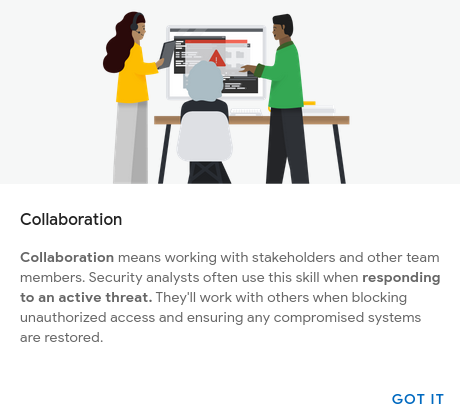 Collaboration
Collaboration means working with stakeholders and other team
members. Security analysts often use this skill when responding
to an active threat. They'll work with others when blocking
unauthorized access and ensuring any compromised systems
are restored.
GOT IT